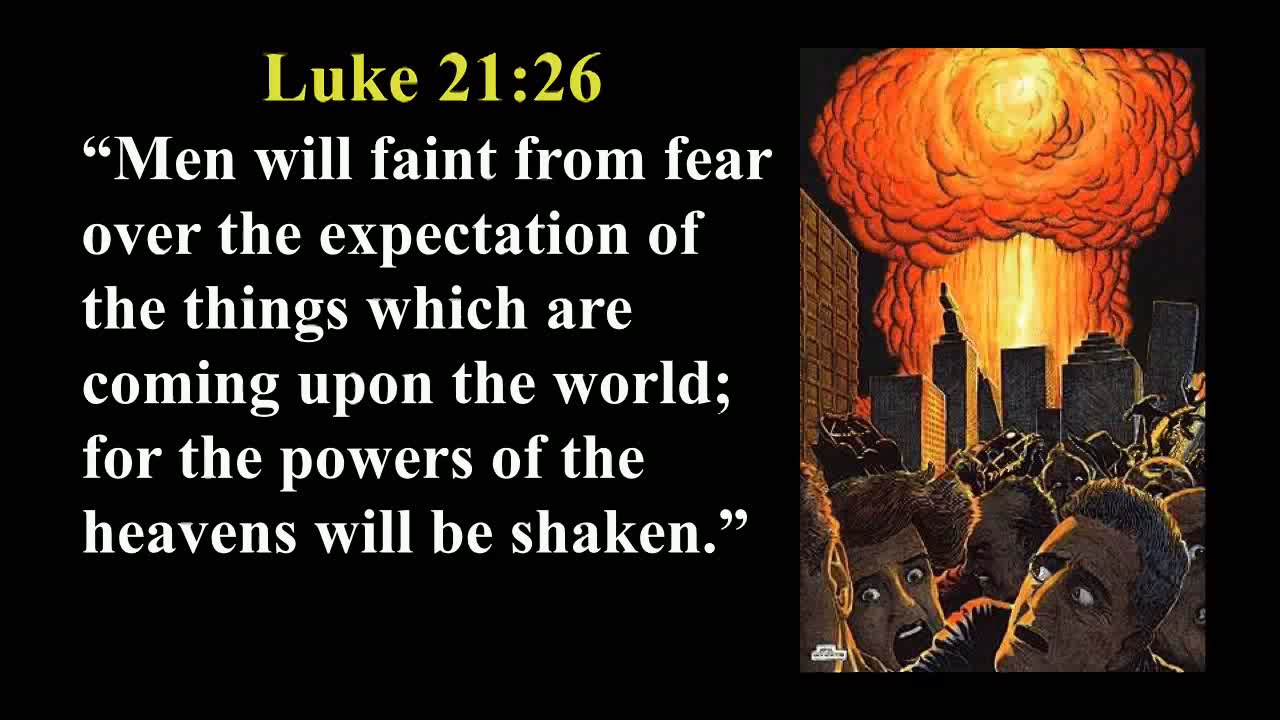 Luke 21:26
“Men will faint from fear
over the expectation of
the things which are
coming upon the world;
for the powers of the
heavens will be shaken.”